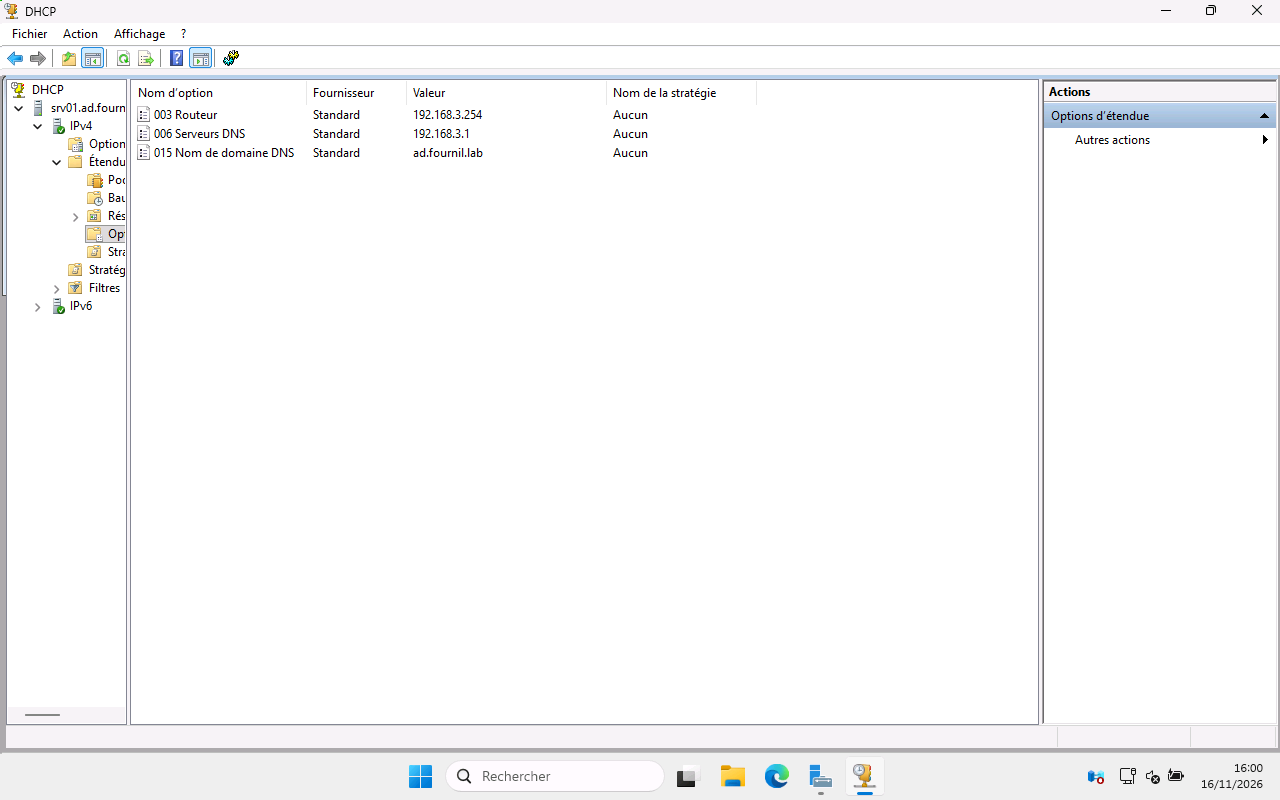 DHCP
Fichier Action Affichage ?
DHCP
srv01.ad.fourn
IPv4
Option
Étendu
Poc
Bau
Rés
Opt
Stra
Stratég
Filtres
IPv6
Nom d'option Fournisseur Valeur Nom de la stratégie
003 Routeur Standard 192.168.3.254 Aucun
006 Serveurs DNS Standard 192.168.3.1 Aucun
015 Nom de domaine DNS Standard ad.fournil.lab Aucun
Actions
Options d'étendue
Autres actions
Rechercher
16:00
16/11/2026